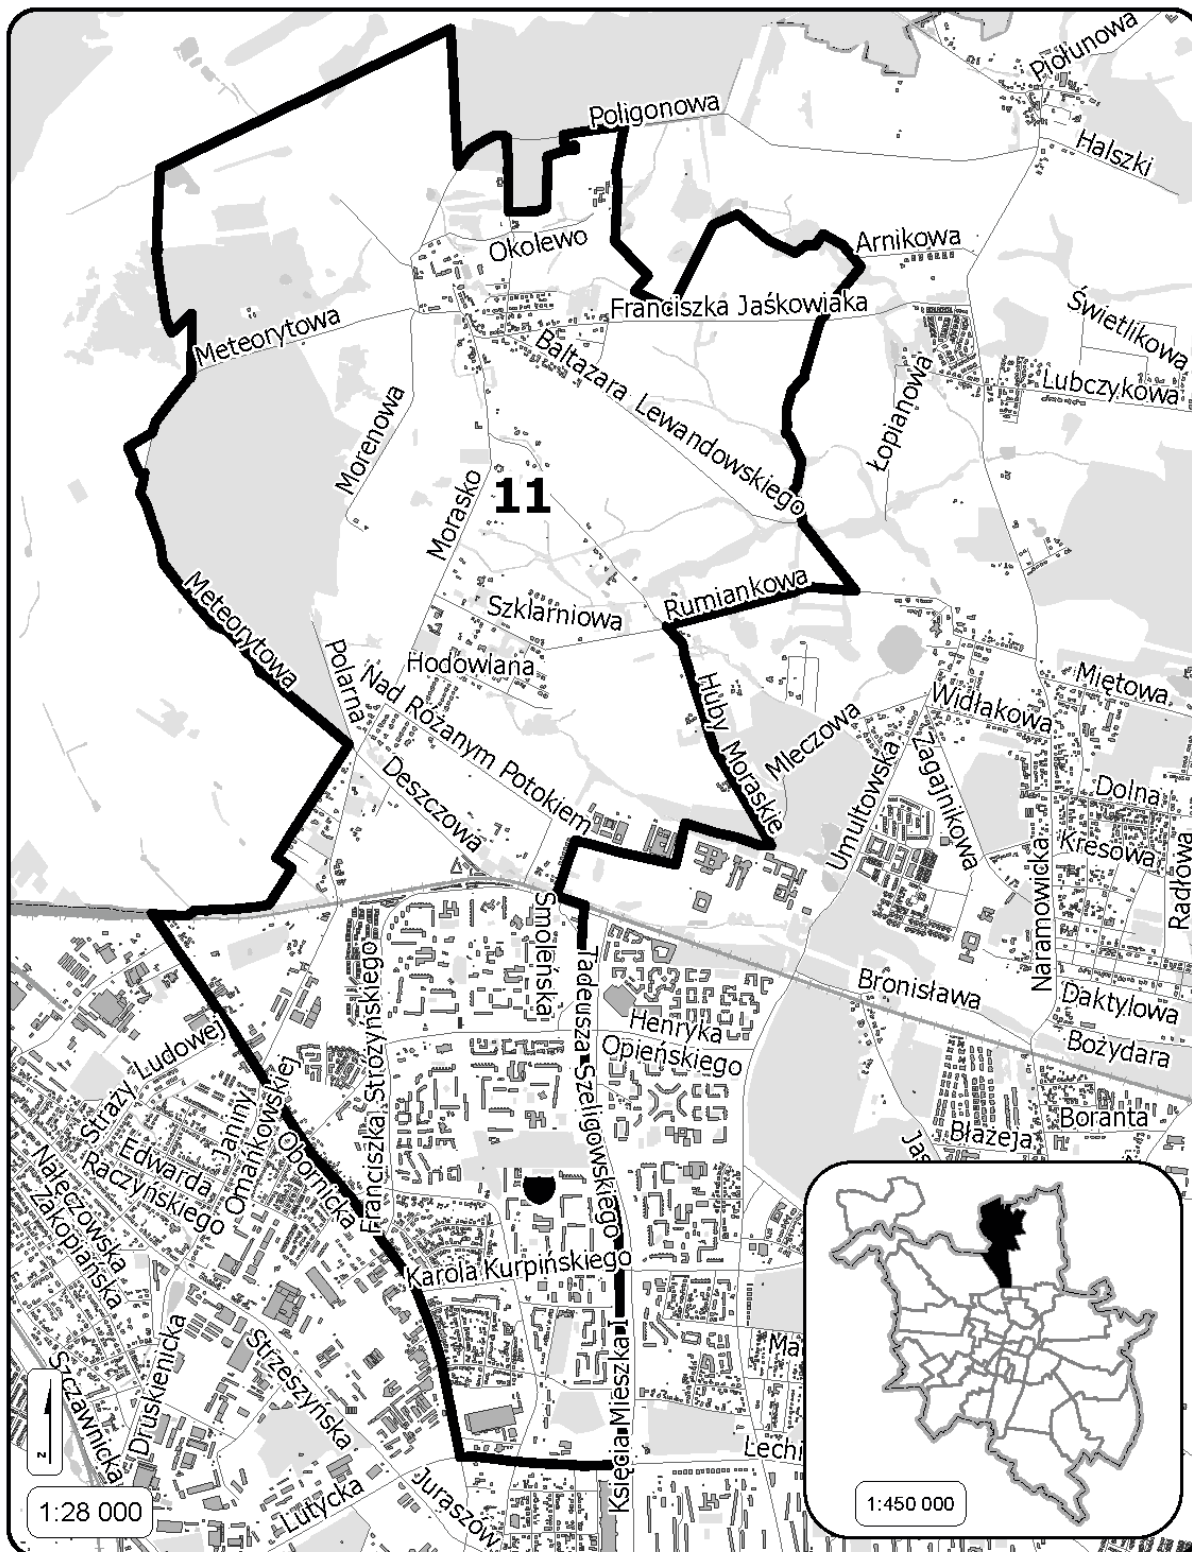 Piołunowa
Poligonowa
Halszki
Okolewo
Arnikowa
Franciszka Jaśkowiaka
Świetlikowa
Meteorytowa
Baltazara Lewandowskiego
Lubczykowa
Morenowa
Łopianowa
11
Morasko
Rumiankowa
Szklarniowa
Meteorytowa
Hodowlana
Polarna
Nad Różanym Potokiem
Huby Moraskie
Miętowa
Widłakowa
Mleczowa
Zagajnikowa
Umultowska
Deszczowa
Dolna
Kresowa
Radłowa
Naramowicka
Smoleńska
Tadeusza Szeligowskiego
Franciszka Stróżyńskiego
Bronisława
Daktylowa
Henryka
Opieńskiego
Bożydara
Straży Ludowej
Janiny
Omańkowskiej
Boranta
Błażeja
Jas
Edwarda
Raczyńskiego
Obornicka
Nałęczowska
Zakopiańska
Karola Kurpińskiego
Księcia Mieszka I
Ma
Strzeszyńska
Druskienicka
Szczawnicka
Lechi
Juraszów
Lutycka
N
1:28 000
1:450 000